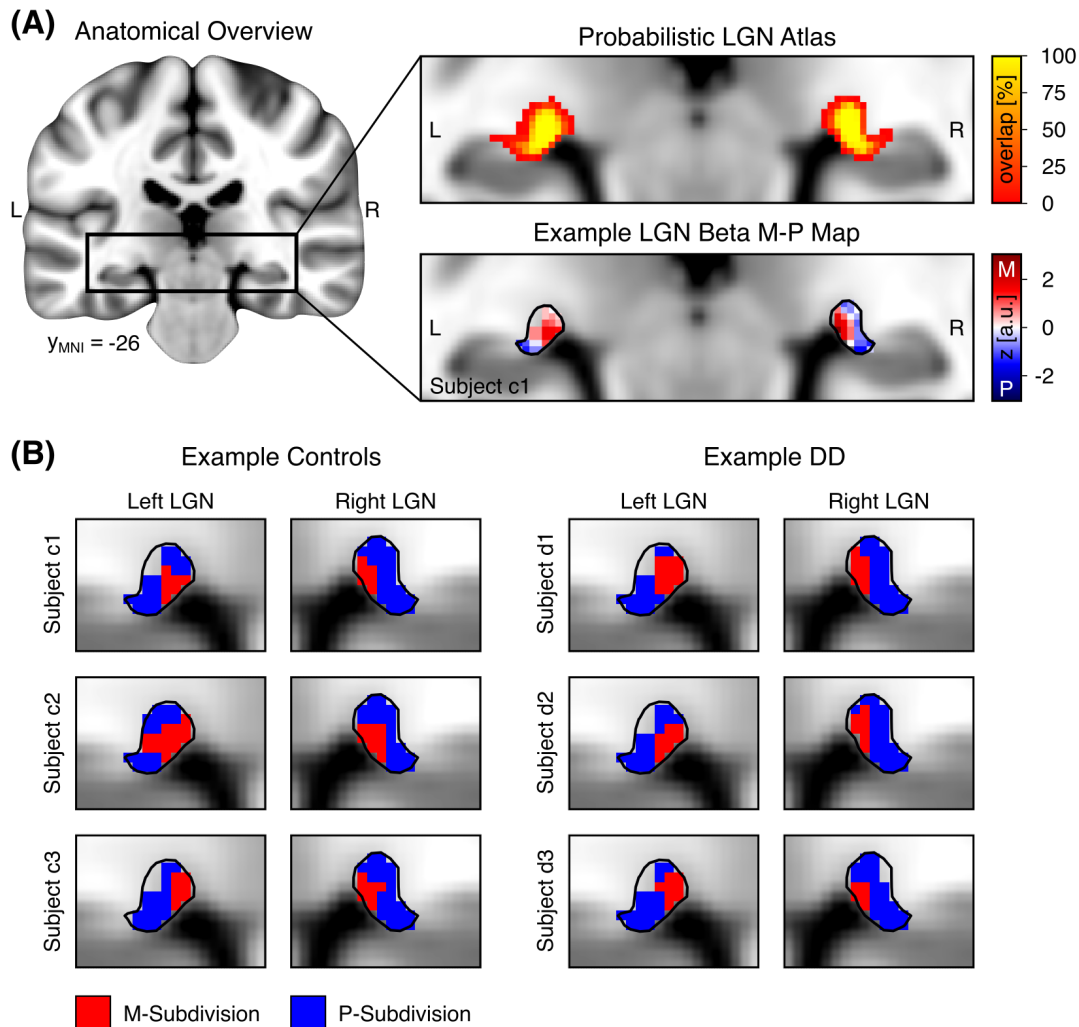 (A)
Anatomical Overview
L
R
yMNI = -26
Probabilistic LGN Atlas
L
R
100
75
50
25
0
overlap [%]
Example LGN Beta M-P Map
L
R
Subject c1
M
P
z [a.u.]
2
0
-2
(B)
Example Controls
Example DD
Left LGN
Right LGN
Left LGN
Right LGN
Subject c1
Subject d1
Subject c2
Subject d2
Subject c3
Subject d3
M-Subdivision
P-Subdivision